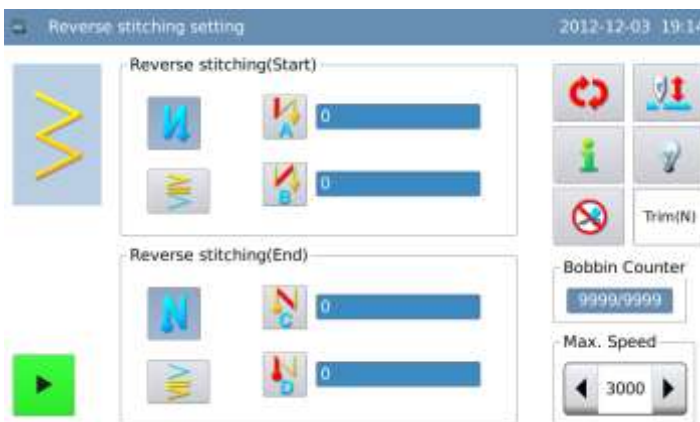 Reverse stitching setting
2012-12-03 19:14
Reverse stitching(Start)
A 0
B 0
Trim(N)
Reverse stitching(End)
C 0
D 0
Bobbin Counter
9999/9999
Max. Speed
3000